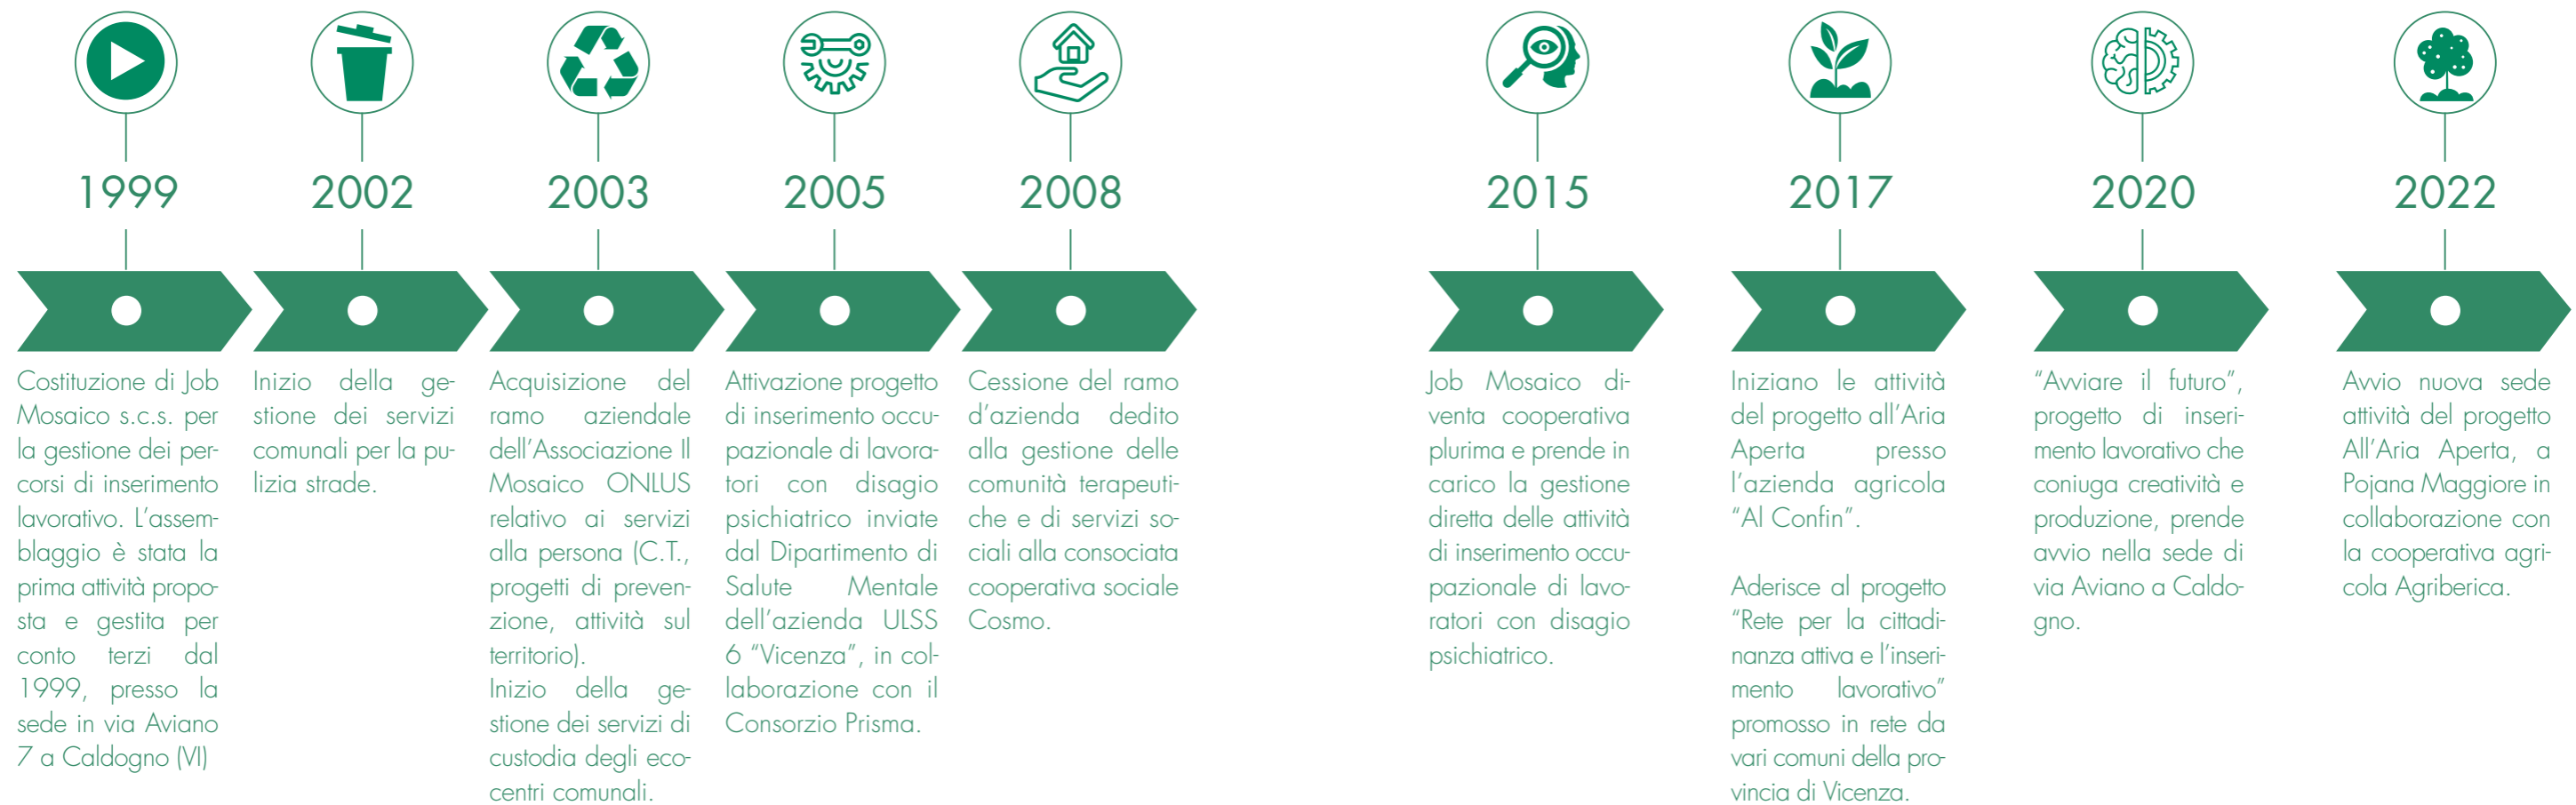 1999
Costituzione di Job
Mosaico s.c.s. per
la gestione dei per-
corsi di inserimento
lavorativo. L'assem-
blaggio è stata la
prima attività propo-
sta e gestita per
conto terzi dal
1999, presso la
sede in via Aviano
7 a Caldogno (VI)
2002
Inizio della ge-
stione dei servizi
comunali per la pu-
lizia strade.
2003
Acquisizione del
ramo aziendale
dell'Associazione Il
Mosaico ONLUS
relativo ai servizi
alla persona (C.T.,
progetti di preven-
zione, attività sul
territorio).
Inizio della ge-
stione dei servizi di
custodia degli eco-
centri comunali.
2005
Attivazione progetto
di inserimento occu-
pazionale di lavora-
tori con disagio
psichiatrico inviate
dal Dipartimento di
Salute Mentale
dell'azienda ULSS
6 "Vicenza", in col-
laborazione con il
Consorzio Prisma.
2008
Cessione del ramo
d'azienda dedito
alla gestione delle
comunità terapeuti-
che e di servizi so-
ciali alla consociata
cooperativa sociale
Cosmo.
2015
Job Mosaico di-
venta cooperativa
plurima e prende in
carico la gestione
diretta delle attività
di inserimento occu-
pazionale di lavo-
ratori con disagio
psichiatrico.
2017
Iniziano le attività
del progetto all'Aria
Aperta presso
l'azienda agricola
"Al Confin".
Aderisce al progetto
"Rete per la cittadi-
nanza attiva e l'inseri-
mento lavorativo"
promosso in rete da
vari comuni della pro-
vincia di Vicenza.
2020
"Avviare il futuro",
progetto di inseri-
mento lavorativo che
coniuga creatività e
produzione, prende
avvio nella sede di
via Aviano a Caldo-
gno.
2022
Avvio nuova sede
attività del progetto
All'Aria Aperta, a
Pojana Maggiore in
collaborazione con
la cooperativa agri-
cola Agriberica.